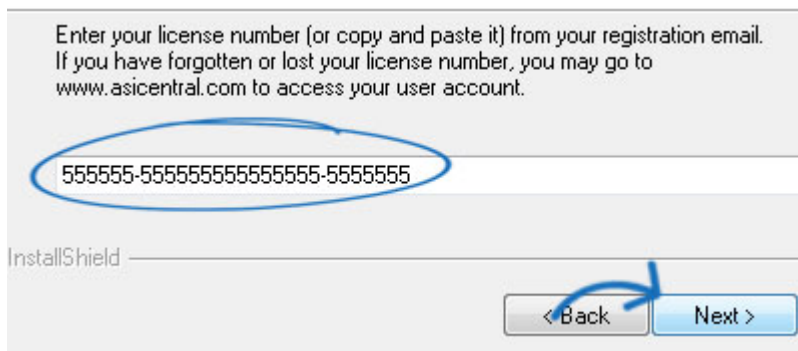 Enter your license number (or copy and paste it) from your registration email.
If you have forgotten or lost your license number, you may go to
www.asicentral.com to access your user account.
555555-555555555555555-5555555
InstallShield
< Back
Next >